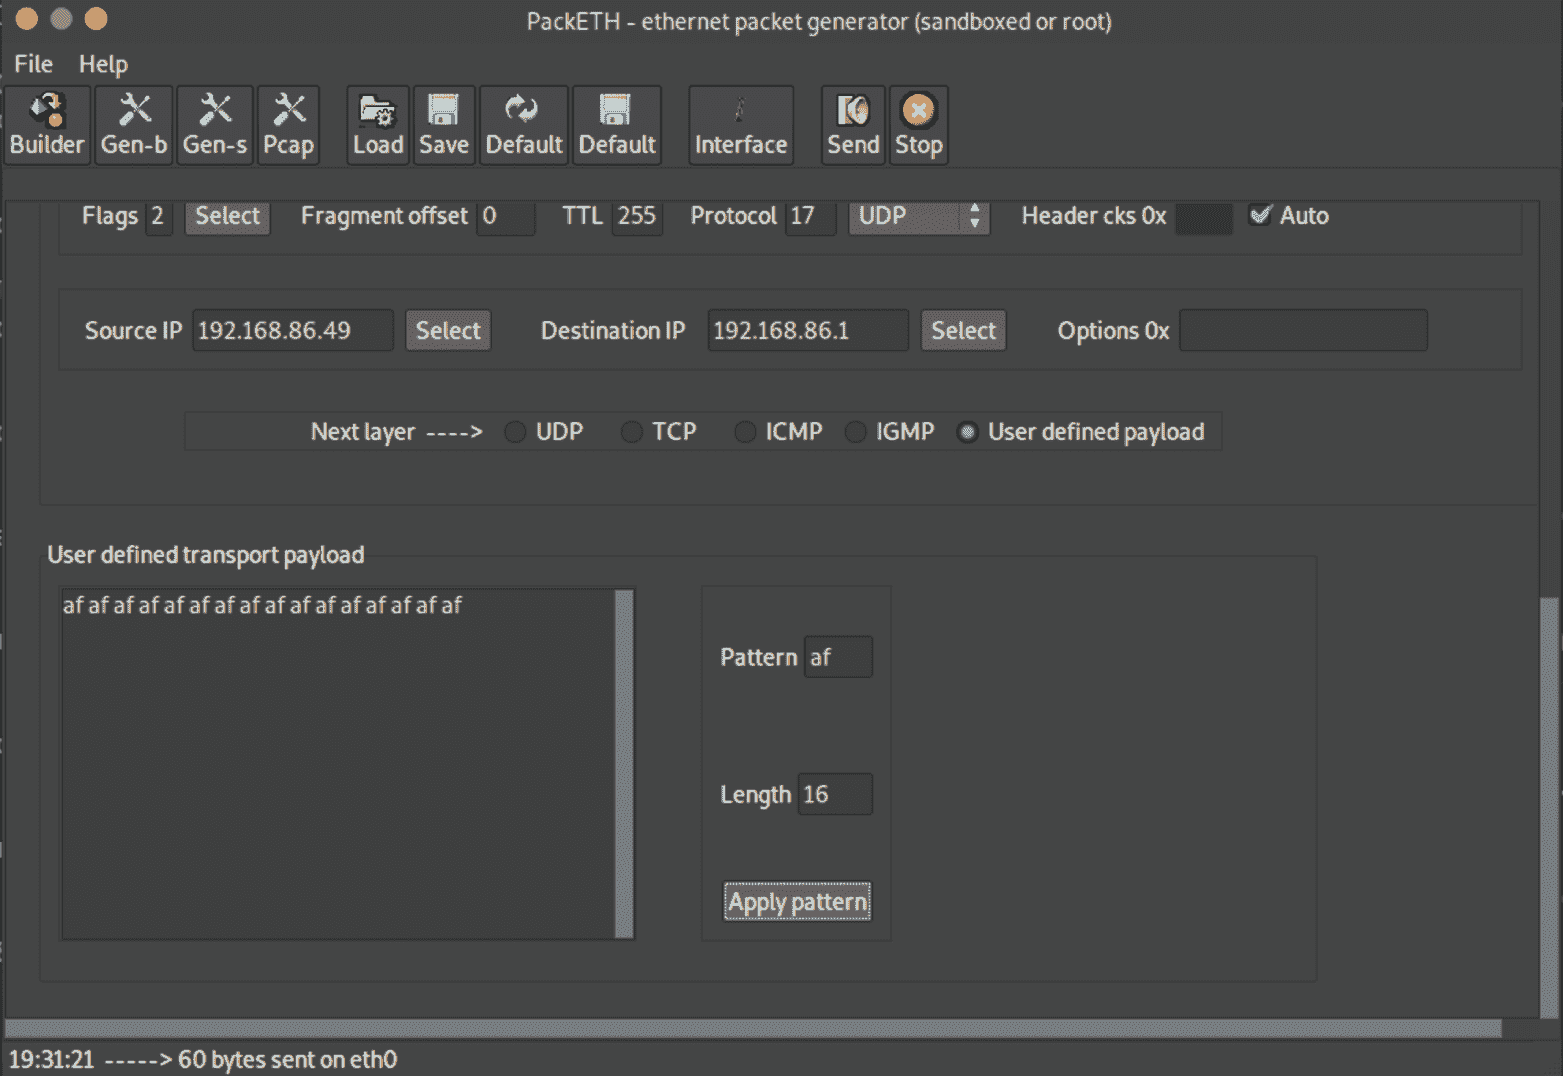 PackETH - ethernet packet generator (sandboxed or root)
File Help
Builder Gen-b Gen-s Pcap Load Save Default Default Interface Send Stop
Flags 2 Select Fragment offset 0 TTL 255 Protocol 17 UDP Header cks 0x Auto
Source IP 192.168.86.49 Select Destination IP 192.168.86.1 Select Options 0x
Next layer ----> UDP TCP ICMP IGMP User defined payload
User defined transport payload
af af af af af af af af af af af af af af af af
Pattern af
Length 16
Apply pattern
19:31:21 -----> 60 bytes sent on eth0